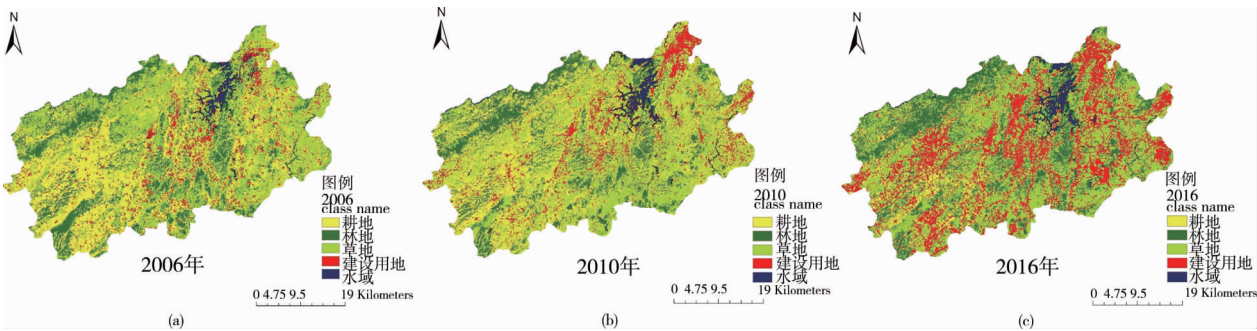 N
图例
2006
class name
耕地
林地
草地
建设用地
水域
2006年
0 4.75 9.5 19 Kilometers
(a)
N
图例
2010
class name
耕地
林地
草地
建设用地
水域
2010年
0 4.75 9.5 19 Kilometers
(b)
N
图例
2016
class name
耕地
林地
草地
建设用地
水域
2016年
0 4.75 9.5 19 Kilometers
(c)